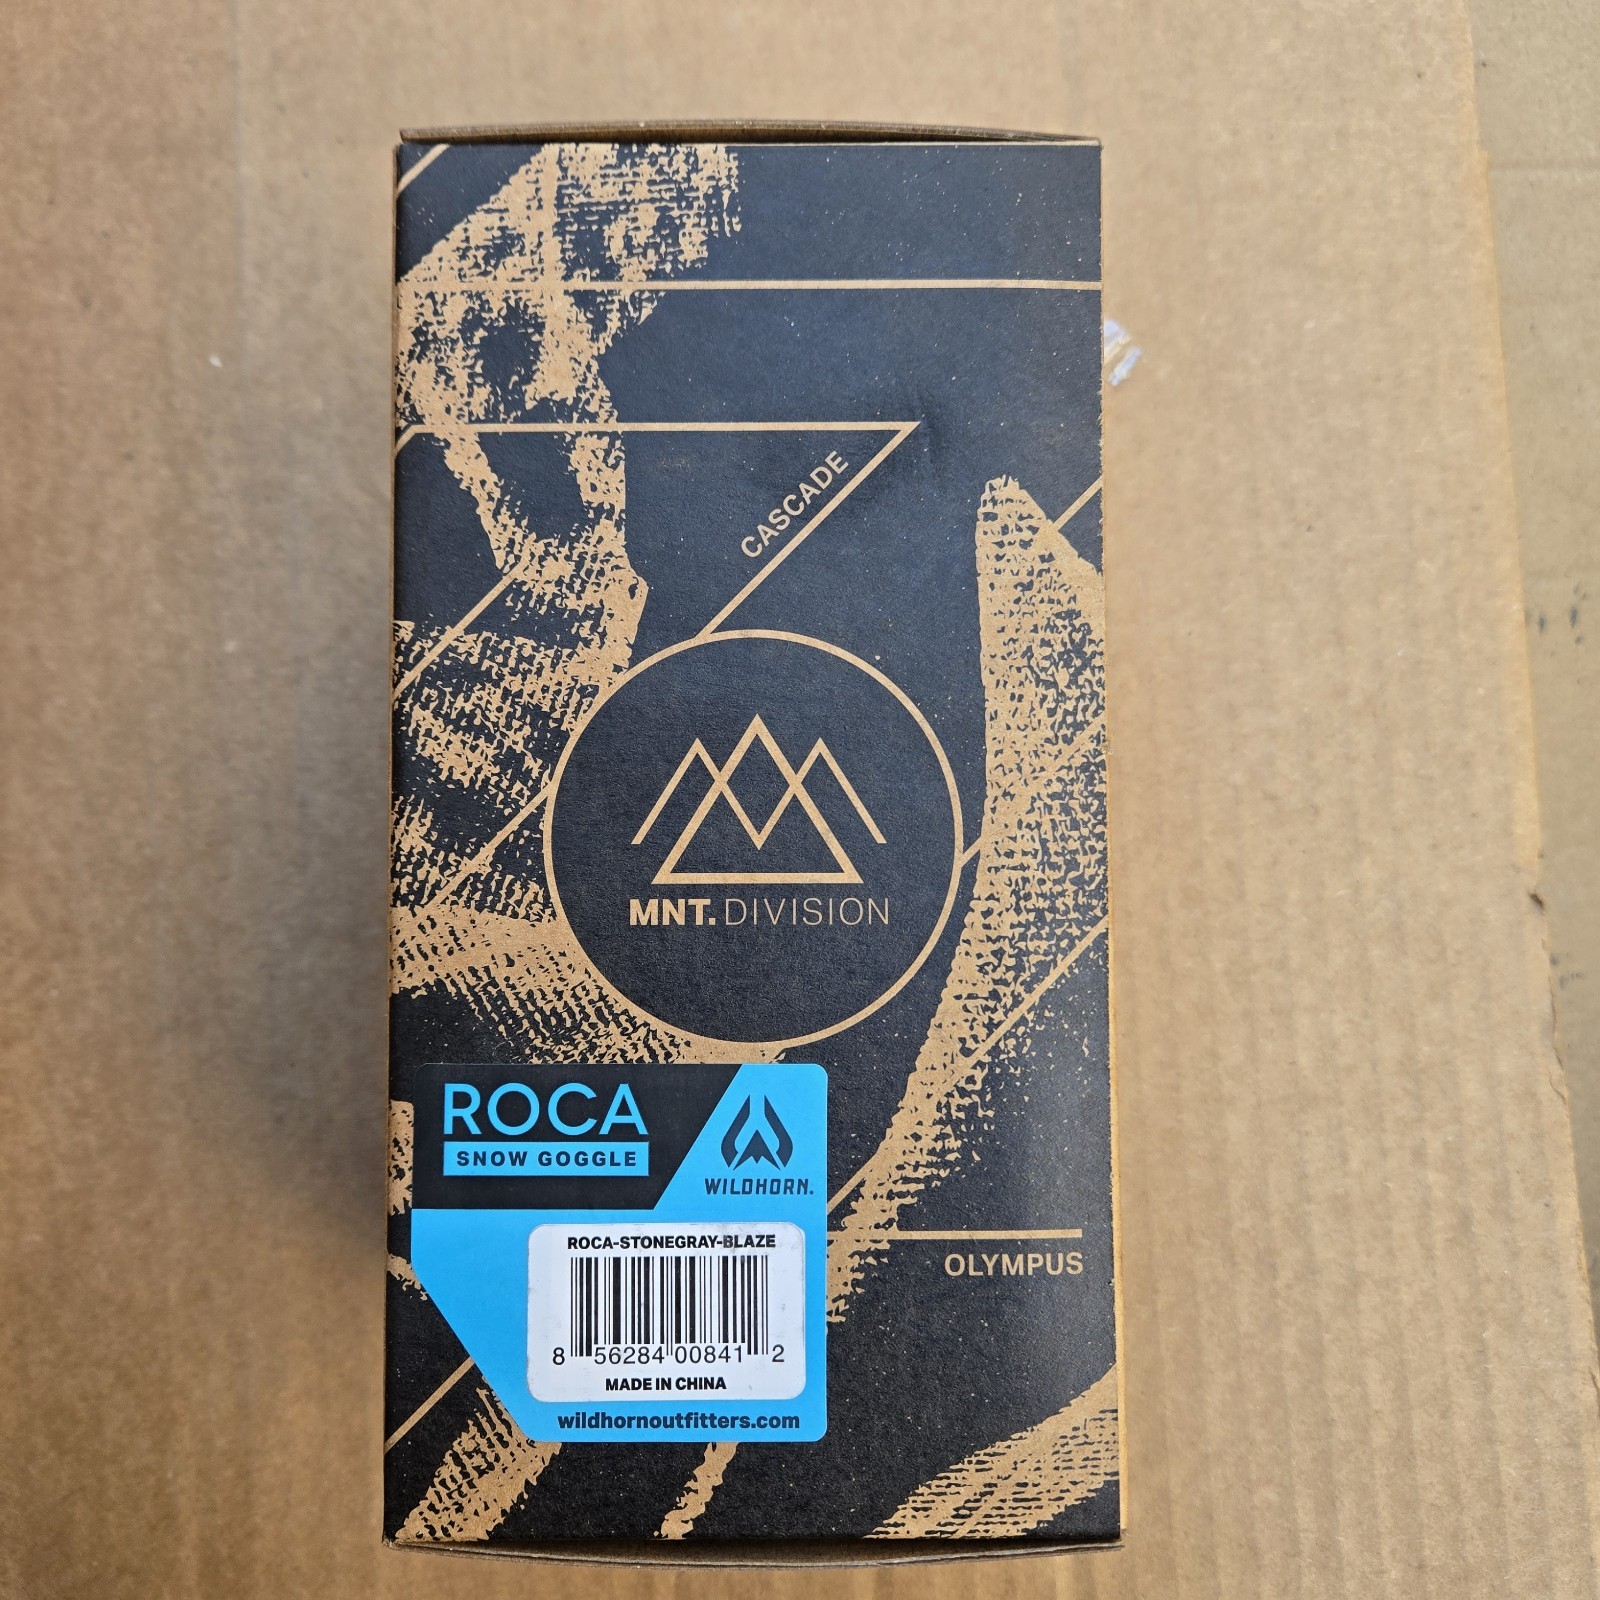 CASCADE
MNT. DIVISION
ROCA
SNOW GOGGLE
WILDHORN.
ROCA-STONEGRAY-BLAZE
8 56284 00841 2
MADE IN CHINA
wildhornoutfitters.com
OLYMPUS